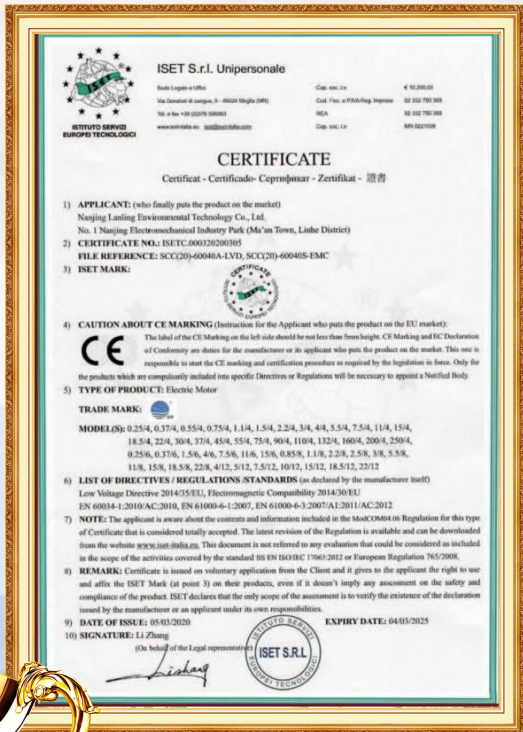 ISET S.r.l. Unipersonale
ISET
ISTITUTO SERVIZI
EUROPEI TECNOLOGICI
Sede Legale e Uffici
Cap. soc. i.v.
Cod. Fisc. e P.IVA Reg. Imprese
REA
CERTIFICATE
Certificat - Certificado- Сертификат - Zertifikat - 證書
1) APPLICANT: (who finally puts the product on the market)
Nanjing Lanling Environmental Technology Co., Ltd.
No. 1 Nanjing Electromechanical Industry Park (Ma'an Town, Liuhe District)
2) CERTIFICATE NO.: ISETC.000320200305
FILE REFERENCE: SCC(20)-60040A-LVD, SCC(20)-60040S-EMC
3) ISET MARK:
CERTIFICATE
4) CAUTION ABOUT CE MARKING (Instruction for the Applicant who puts the product on the EU market):
CE
The label of the CE Marking on the left side should be not less than 5mm height. CE Marking and EC Declaration
of Conformity are duties for the manufacturer or its applicant who puts the product on the market. This one is
responsible to start the CE marking and certification procedure as required by the legislation in force. Only for
the products which are compulsorily included into specific Directives or Regulations will be necessary to appoint a Notified Body.
5) TYPE OF PRODUCT: Electric Motor
TRADE MARK:
MODEL(S): 0.25/4, 0.37/4, 0.55/4, 0.75/4, 1.1/4, 1.5/4, 2.2/4, 3/4, 4/4, 5.5/4, 7.5/4, 11/4, 15/4,
18.5/4, 22/4, 30/4, 37/4, 45/4, 55/4, 75/4, 90/4, 110/4, 132/4, 160/4, 200/4, 250/4,
0.25/6, 0.37/6, 1.5/6, 4/6, 7.5/6, 11/6, 15/6, 0.85/8, 1.1/8, 2.2/8, 2.5/8, 3/8, 5.5/8,
11/8, 15/8, 18.5/8, 22/8, 4/12, 5/12, 7.5/12, 10/12, 15/12, 18.5/12, 22/12
6) LIST OF DIRECTIVES / REGULATIONS /STANDARDS (as declared by the manufacturer itself)
Low Voltage Directive 2014/35/EU, Electromagnetic Compatibility 2014/30/EU
EN 60034-1:2010/AC:2010, EN 61000-6-1:2007, EN 61000-6-3:2007/A1:2011/AC:2012
7) NOTE: The applicant is aware about the contents and information included in the ModCOM04.06 Regulation for this type
of Certificate that is considered totally accepted. The latest revision of the Regulation is available and can be downloaded
from the website www.iset-italia.eu. This document is not referred to any evaluation that could be considered as included
in the scope of the activities covered by the standard BS EN ISO/IEC 17065:2012 or European Regulation 765/2008.
8) REMARK: Certificate is issued on voluntary application from the Client and it gives to the applicant the right to use
and affix the ISET Mark (at point 3) on their products, even if it doesn't imply any assessment on the safety and
compliance of the product. ISET declares that the only scope of the assessment is to verify the existence of the declaration
issued by the manufacturer or an applicant under its own responsibilities.
9) DATE OF ISSUE: 05/03/2020
EXPIRY DATE: 04/03/2025
10) SIGNATURE: Li Zhang
(On behalf of the Legal representative)
ISTITUTO SERVIZI
ISET S.R.L
EUROPEI TECNOLOGICI